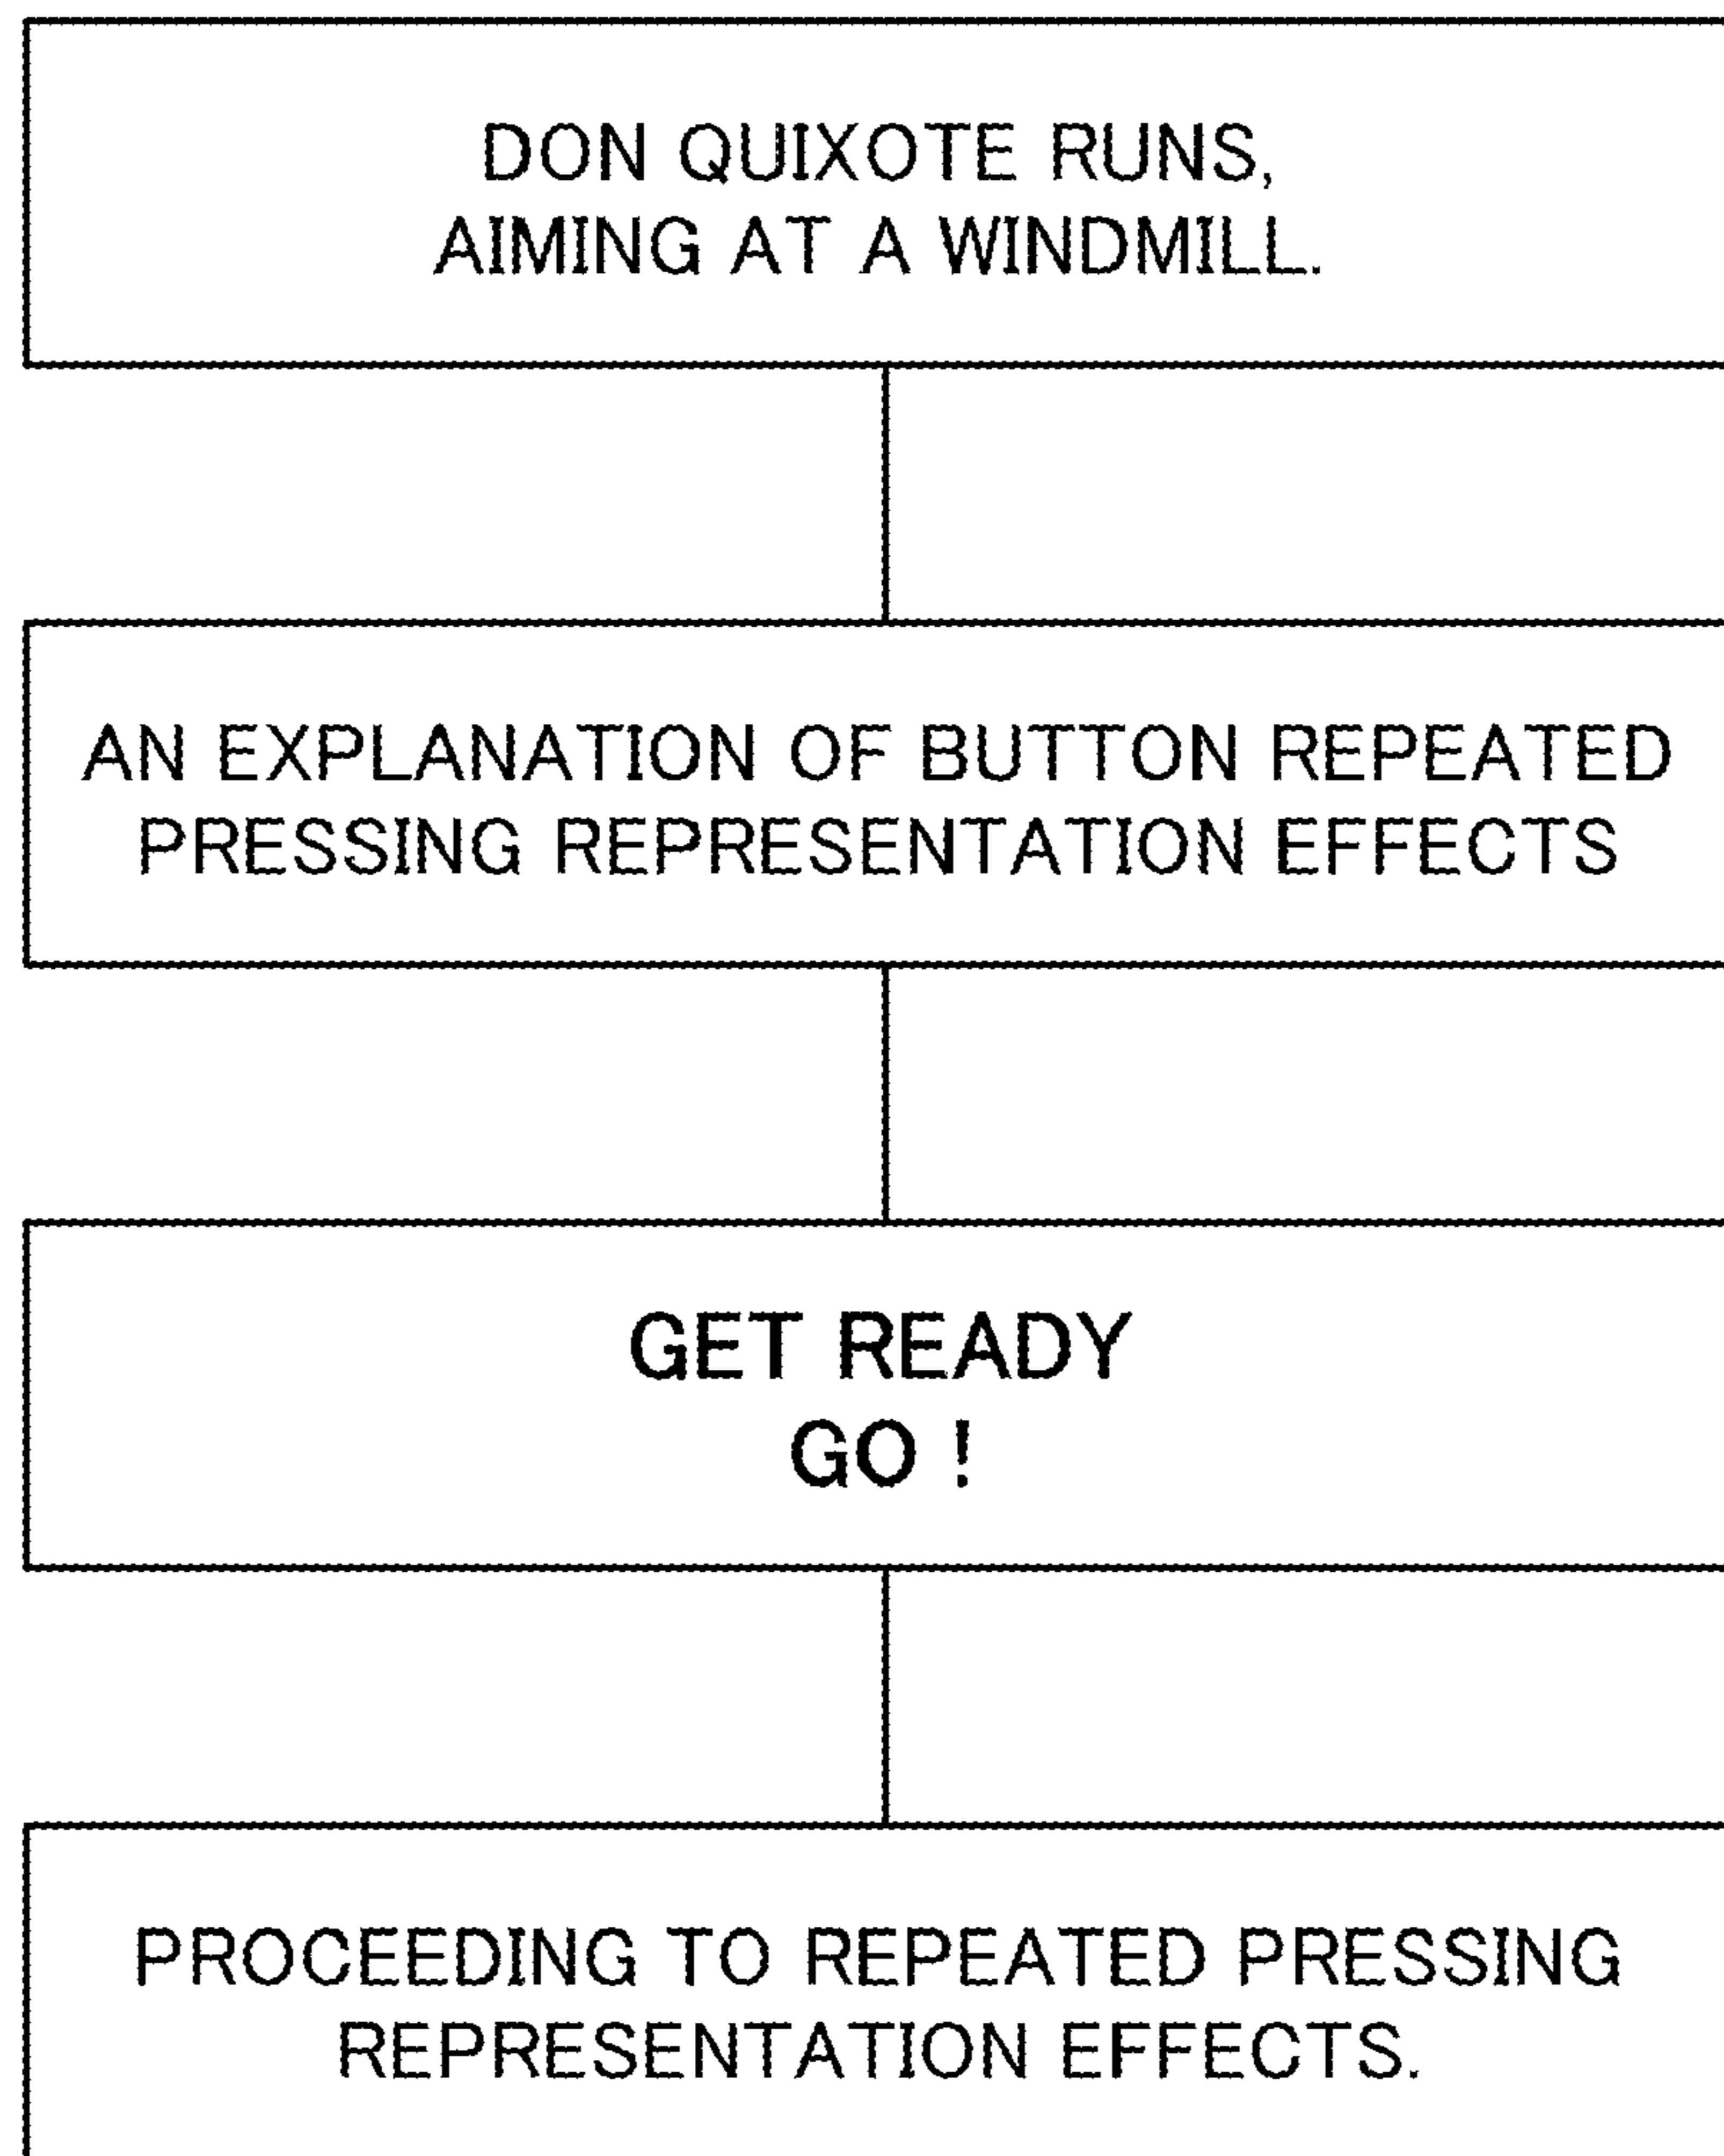 DON QUIXOTE RUNS,
AIMING AT A WINDMILL.
AN EXPLANATION OF BUTTON REPEATED
PRESSING REPRESENTATION EFFECTS
GET READY
GO !
PROCEEDING TO REPEATED PRESSING
REPRESENTATION EFFECTS.